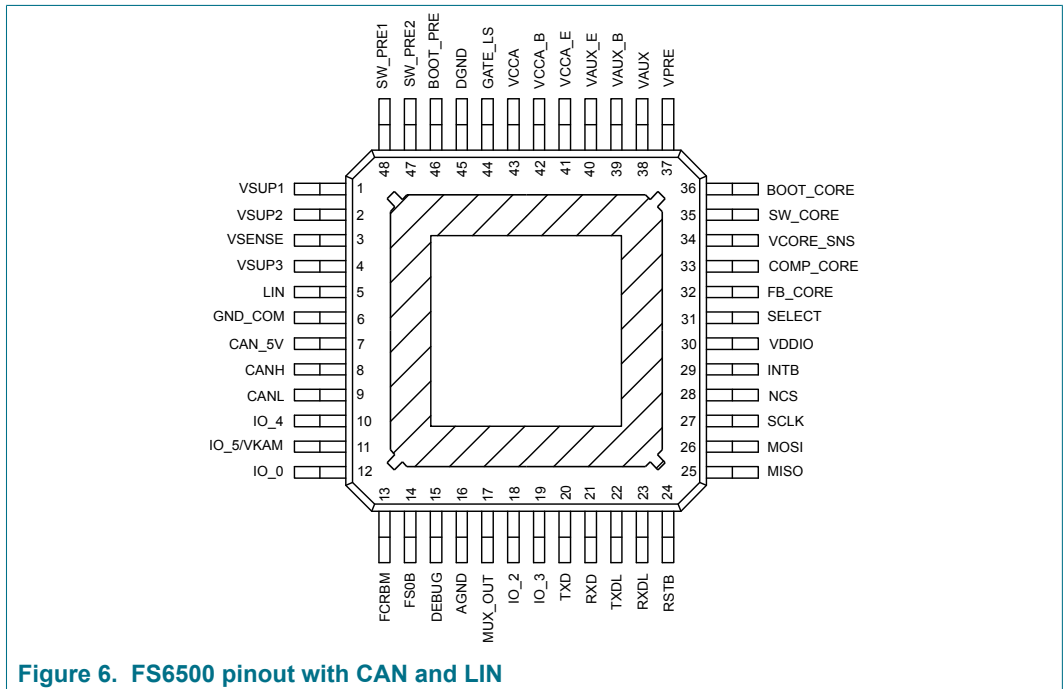 SW_PRE1
SW_PRE2
BOOT_PRE
DGND
GATE_LS
VCCA
VCCA_B
VCCA_E
VAUX_E
VAUX_B
VAUX
VPRE
48
47
46
45
44
43
42
41
40
39
38
37
VSUP1 1
VSUP2 2
VSENSE 3
VSUP3 4
LIN 5
GND_COM 6
CAN_5V 7
CANH 8
CANL 9
IO_4 10
IO_5/VKAM 11
IO_0 12
36 BOOT_CORE
35 SW_CORE
34 VCORE_SNS
33 COMP_CORE
32 FB_CORE
31 SELECT
30 VDDIO
29 INTB
28 NCS
27 SCLK
26 MOSI
25 MISO
13
14
15
16
17
18
19
20
21
22
23
24
FCRBM
FS0B
DEBUG
AGND
MUX_OUT
IO_2
IO_3
TXD
RXD
TXDL
RXDL
RSTB
Figure 6. FS6500 pinout with CAN and LIN